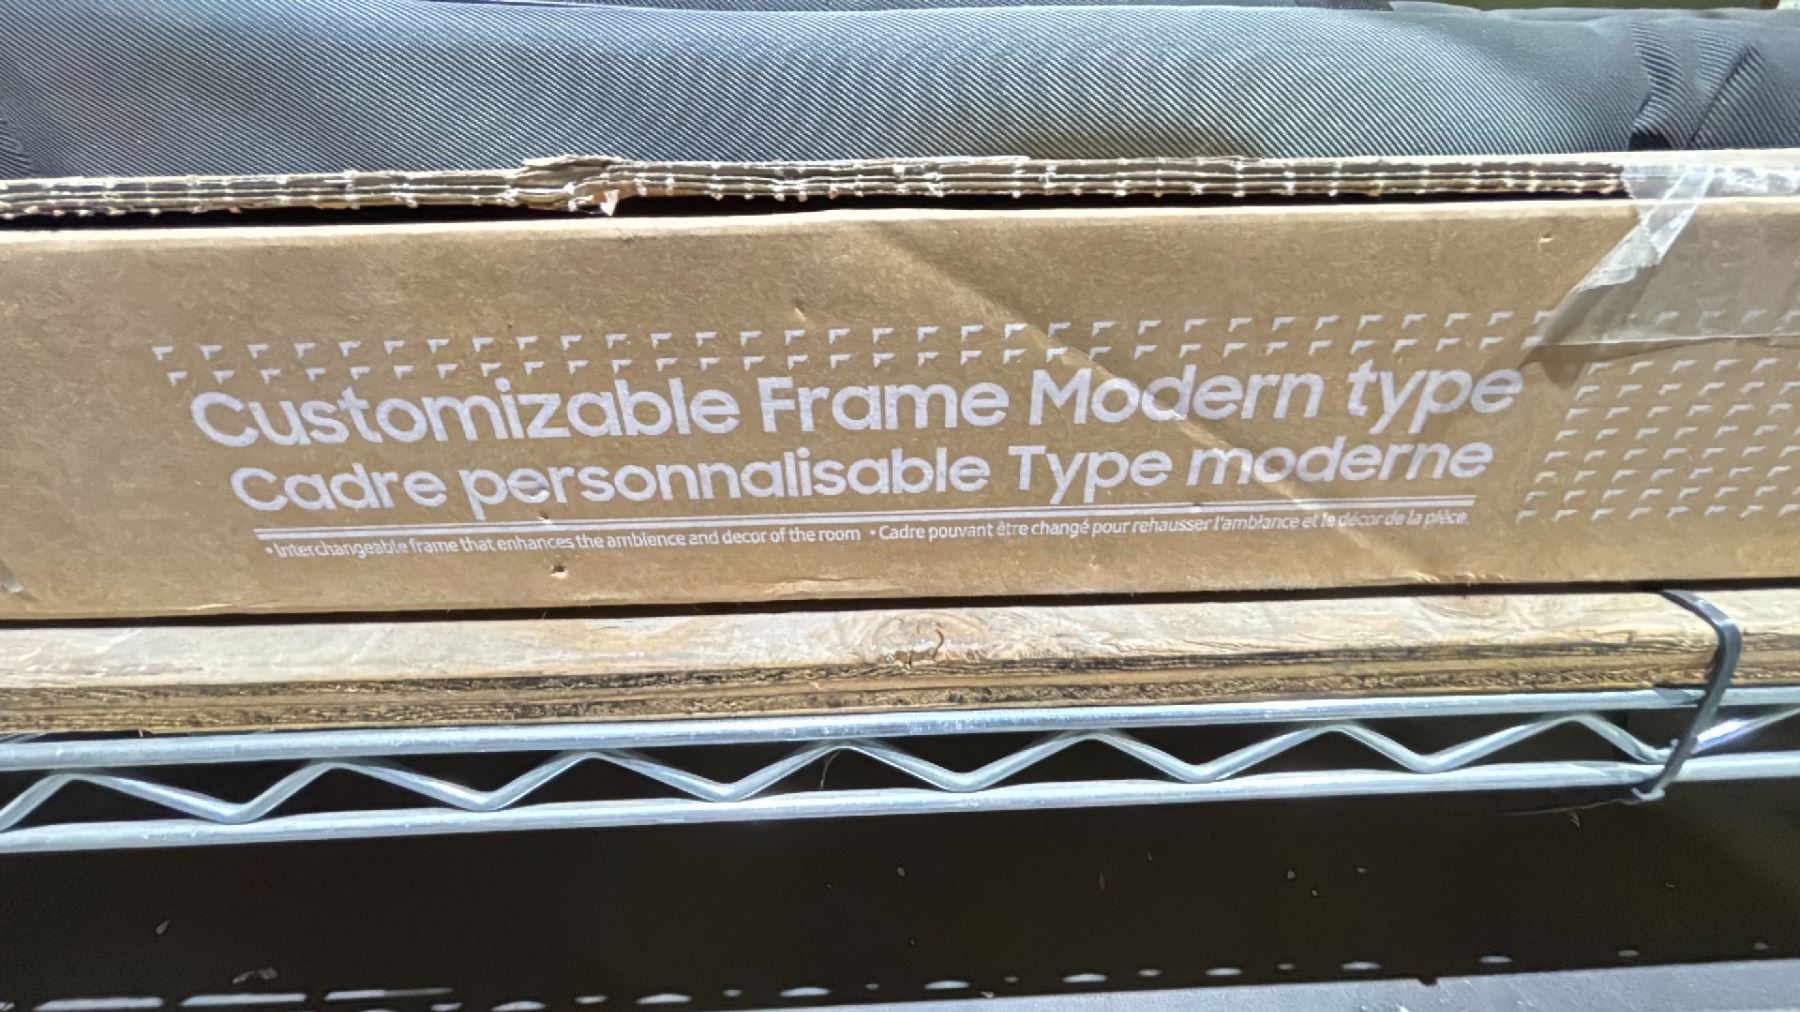 Customizable Frame Modern type
Cadre personnalisable Type moderne
• Interchangeable frame that enhances the ambience and decor of the room • Cadre pouvant être changé pour rehausser l'ambiance et le décor de la pièce.